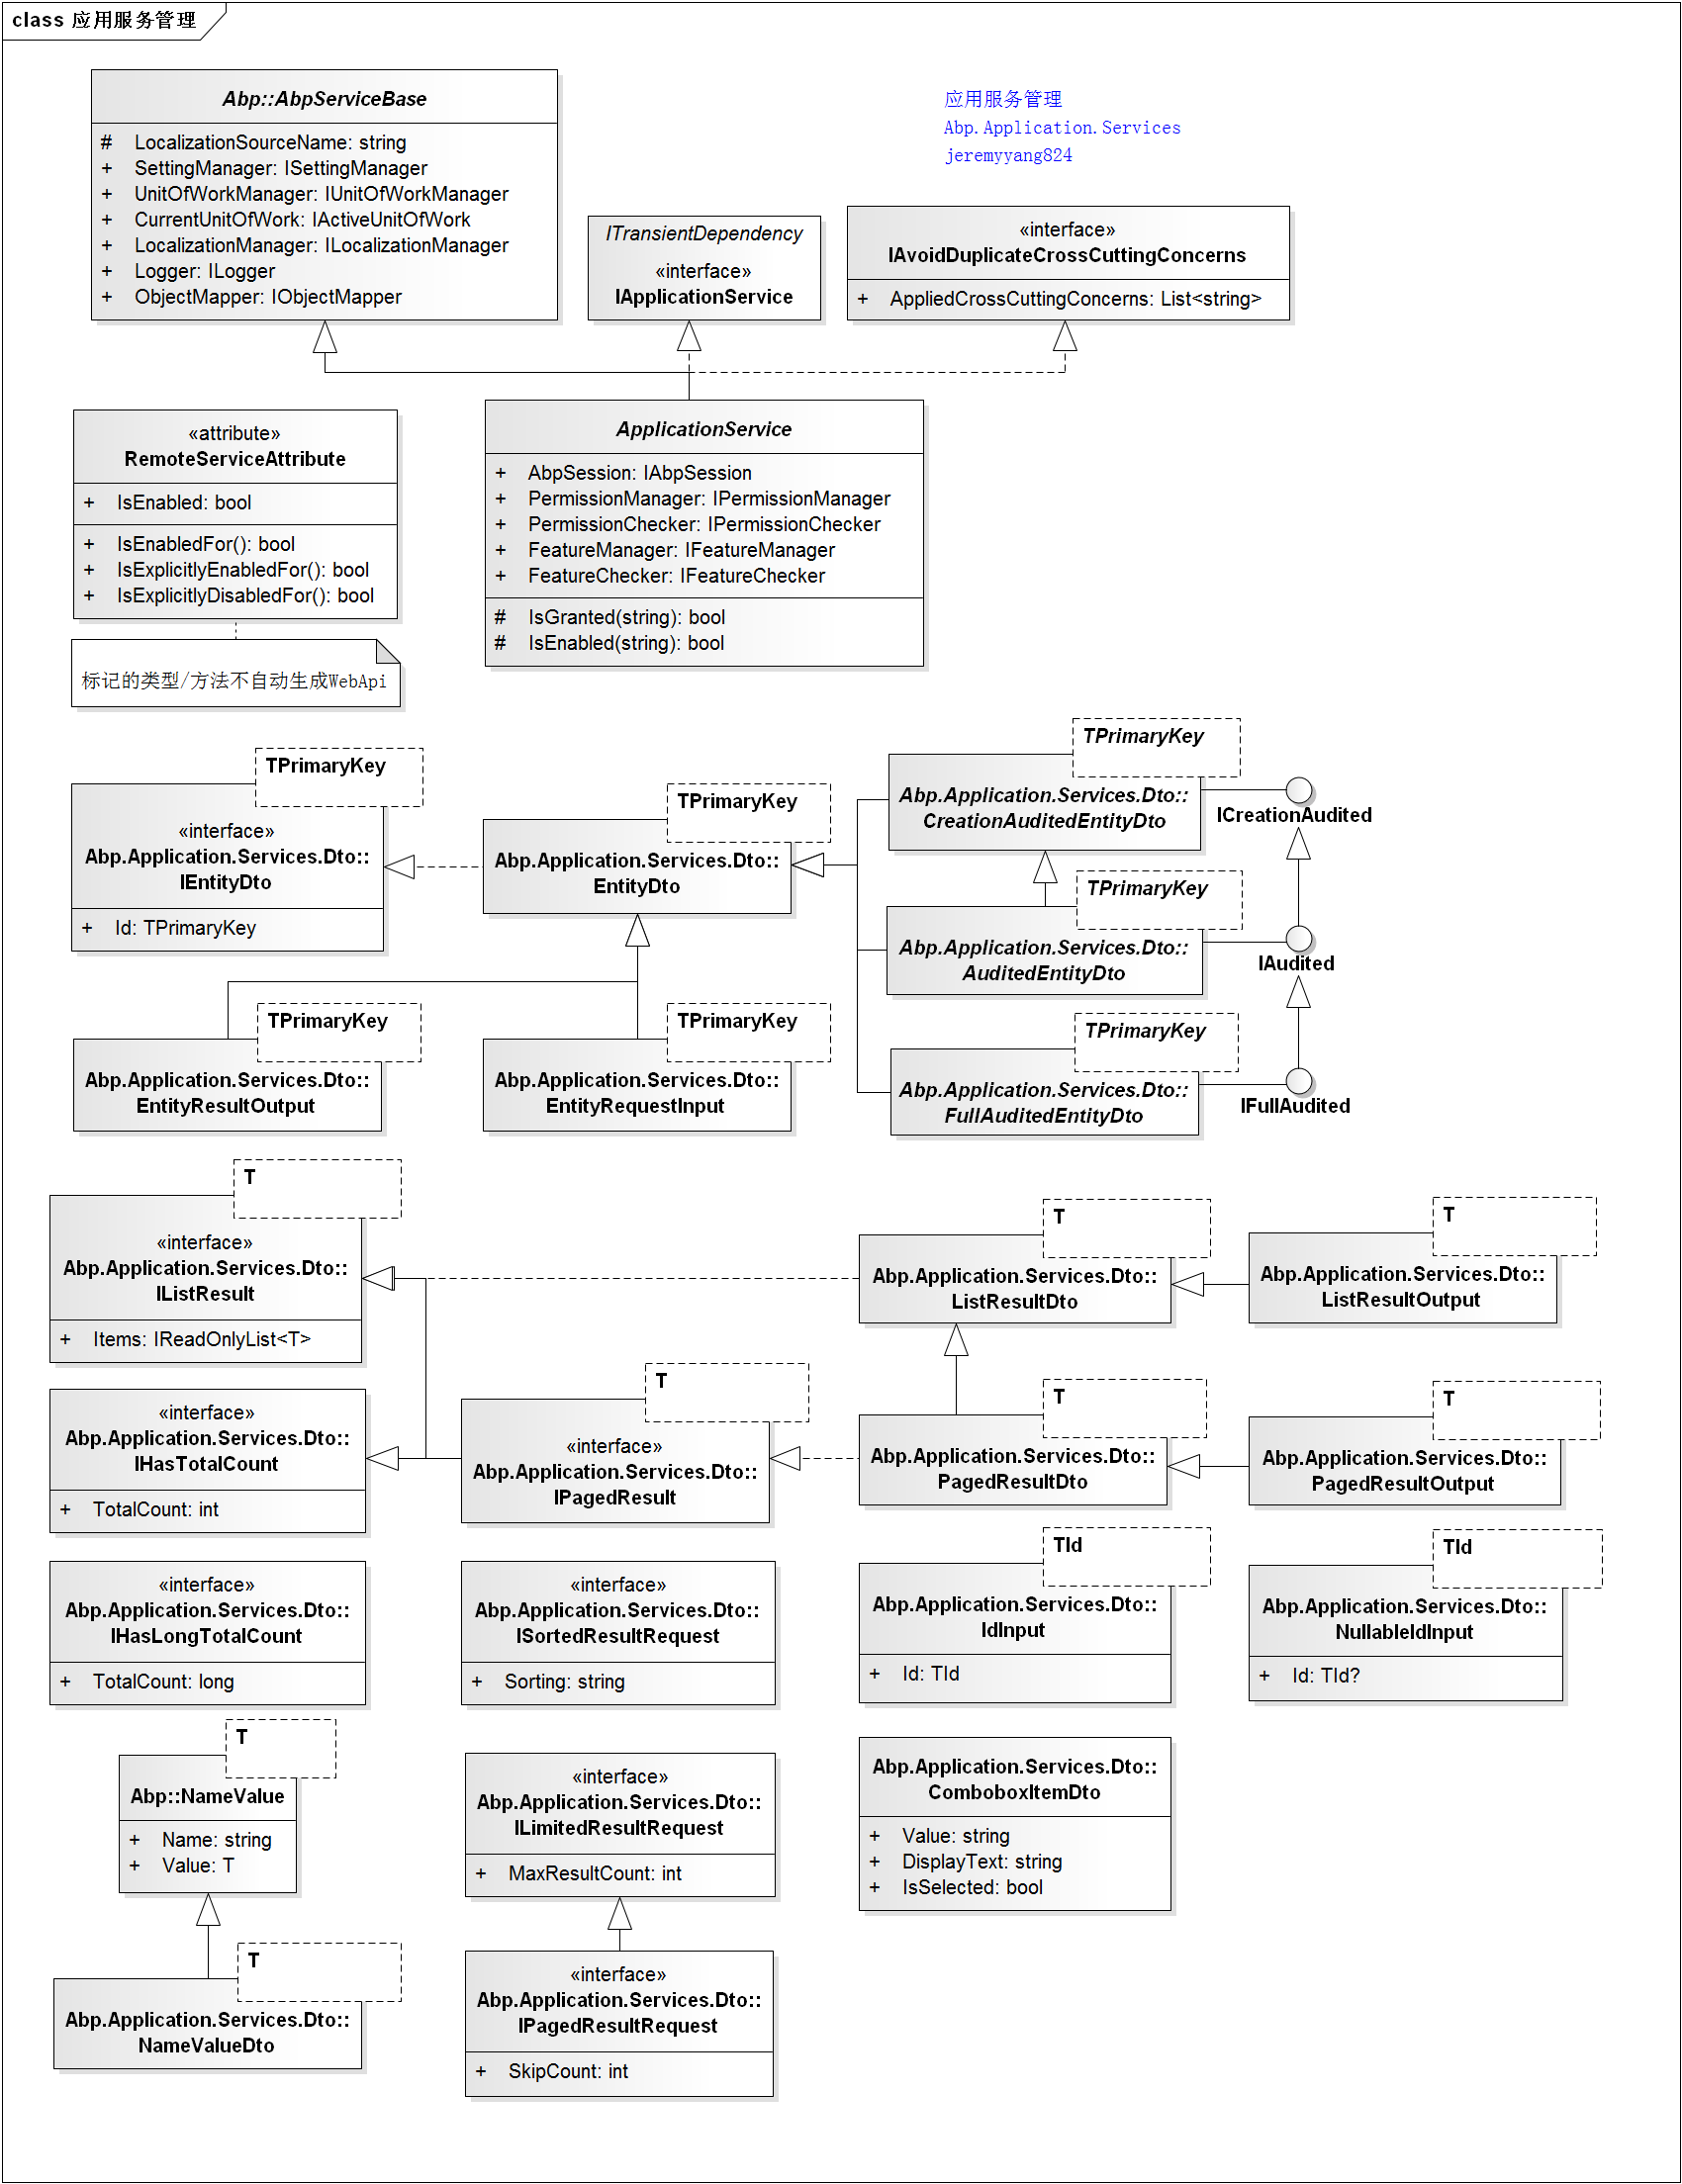 class 应用服务管理
Abp::AbpServiceBase
# LocalizationSourceName: string
+ SettingManager: ISettingManager
+ UnitOfWorkManager: IUnitOfWorkManager
+ CurrentUnitOfWork: IActiveUnitOfWork
+ LocalizationManager: ILocalizationManager
+ Logger: ILogger
+ ObjectMapper: IObjectMapper
应用服务管理
Abp.Application.Services
jeremyyang824
ITransientDependency
«interface»
IApplicationService
«interface»
IAvoidDuplicateCrossCuttingConcerns
+ AppliedCrossCuttingConcerns: List<string>
«attribute»
RemoteServiceAttribute
+ IsEnabled: bool
+ IsEnabledFor(): bool
+ IsExplicitlyEnabledFor(): bool
+ IsExplicitlyDisabledFor(): bool
标记的类型/方法不自动生成WebApi
ApplicationService
+ AbpSession: IAbpSession
+ PermissionManager: IPermissionManager
+ PermissionChecker: IPermissionChecker
+ FeatureManager: IFeatureManager
+ FeatureChecker: IFeatureChecker
# IsGranted(string): bool
# IsEnabled(string): bool
TPrimaryKey
«interface»
Abp.Application.Services.Dto::
IEntityDto
+ Id: TPrimaryKey
TPrimaryKey
Abp.Application.Services.Dto::
EntityDto
TPrimaryKey
Abp.Application.Services.Dto::
CreationAuditedEntityDto
ICreationAudited
TPrimaryKey
Abp.Application.Services.Dto::
AuditedEntityDto
IAudited
TPrimaryKey
Abp.Application.Services.Dto::
EntityResultOutput
TPrimaryKey
Abp.Application.Services.Dto::
EntityRequestInput
TPrimaryKey
Abp.Application.Services.Dto::
FullAuditedEntityDto
IFullAudited
T
«interface»
Abp.Application.Services.Dto::
IListResult
+ Items: IReadOnlyList<T>
T
Abp.Application.Services.Dto::
ListResultDto
T
Abp.Application.Services.Dto::
ListResultOutput
«interface»
Abp.Application.Services.Dto::
IHasTotalCount
+ TotalCount: int
T
«interface»
Abp.Application.Services.Dto::
IPagedResult
T
Abp.Application.Services.Dto::
PagedResultDto
T
Abp.Application.Services.Dto::
PagedResultOutput
«interface»
Abp.Application.Services.Dto::
IHasLongTotalCount
+ TotalCount: long
«interface»
Abp.Application.Services.Dto::
ISortedResultRequest
+ Sorting: string
TId
Abp.Application.Services.Dto::
IdInput
+ Id: TId
TId
Abp.Application.Services.Dto::
NullableIdInput
+ Id: TId?
T
Abp::NameValue
+ Name: string
+ Value: T
«interface»
Abp.Application.Services.Dto::
ILimitedResultRequest
+ MaxResultCount: int
Abp.Application.Services.Dto::
ComboboxItemDto
+ Value: string
+ DisplayText: string
+ IsSelected: bool
T
Abp.Application.Services.Dto::
NameValueDto
«interface»
Abp.Application.Services.Dto::
IPagedResultRequest
+ SkipCount: int